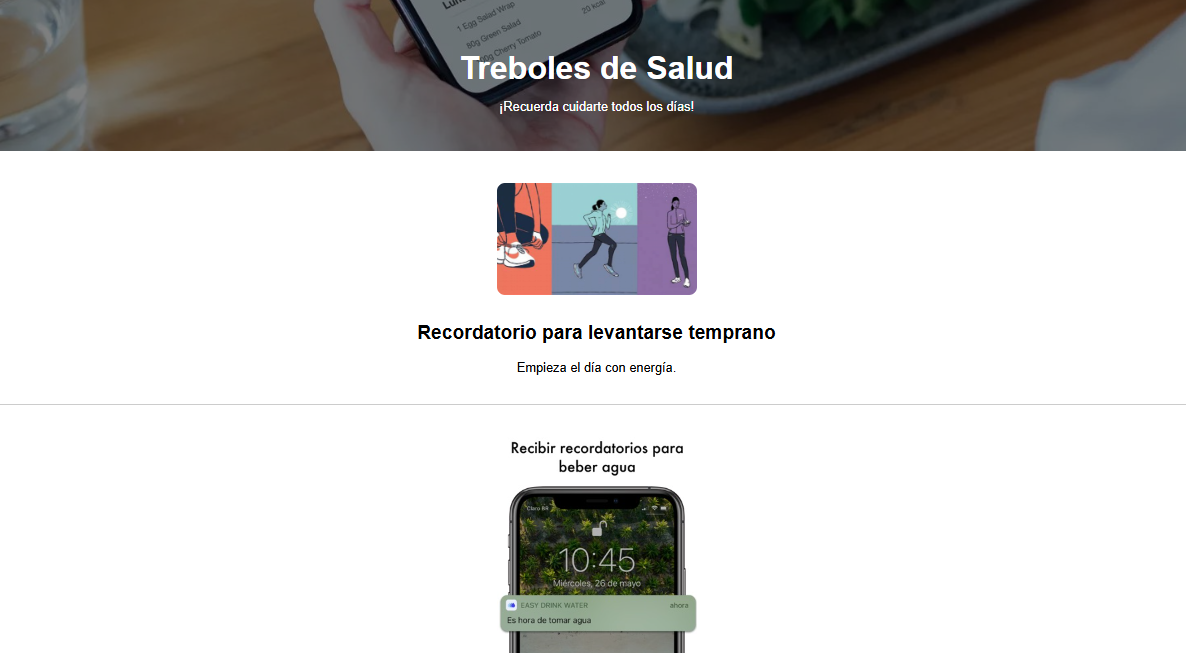 1 Egg Salad Wrap
20 kcal
80g Green Salad
Cherry Tomato
Treboles de Salud
¡Recuerda cuidarte todos los días!
Recordatorio para levantarse temprano
Empieza el día con energía.
Recibir recordatorios para
beber agua
Claro BR
10:45
Miércoles, 26 de mayo
EASY DRINK WATER
ahora
Es hora de tomar agua